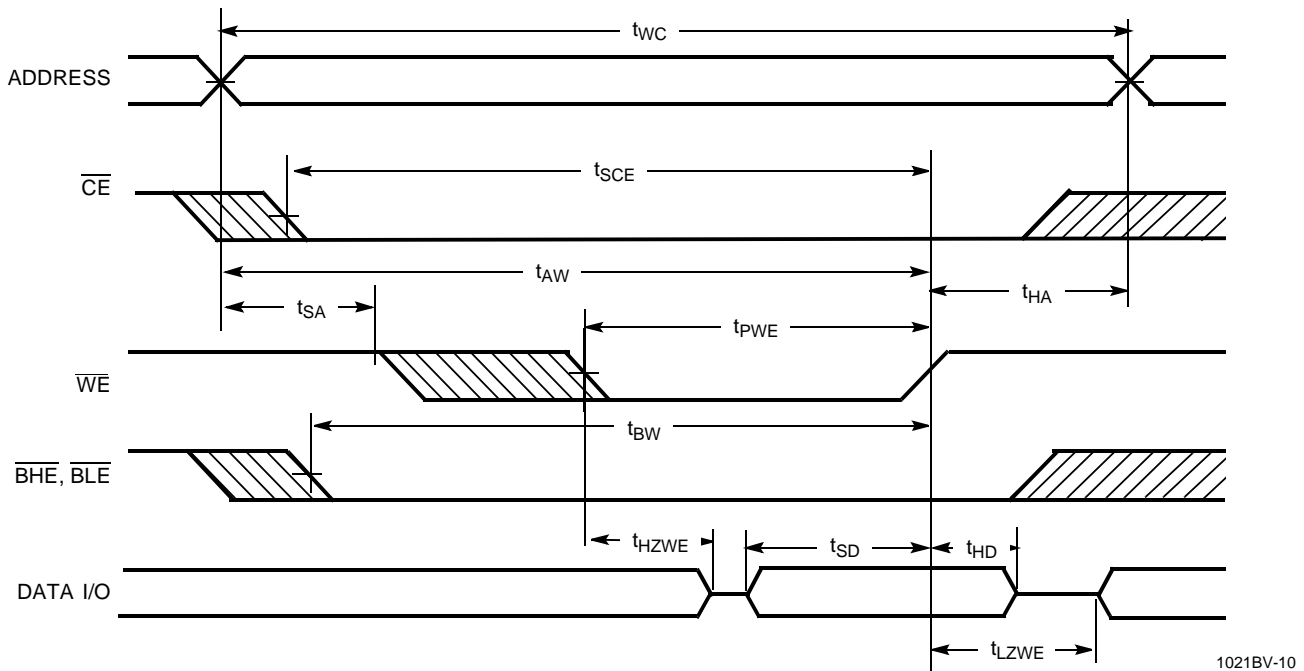 tWC
ADDRESS
tSCE
CE
tAW
tSA
tHA
tPWE
WE
tBW
BHE, BLE
tHZWE
tSD
tHD
DATA I/O
tLZWE
1021BV-10